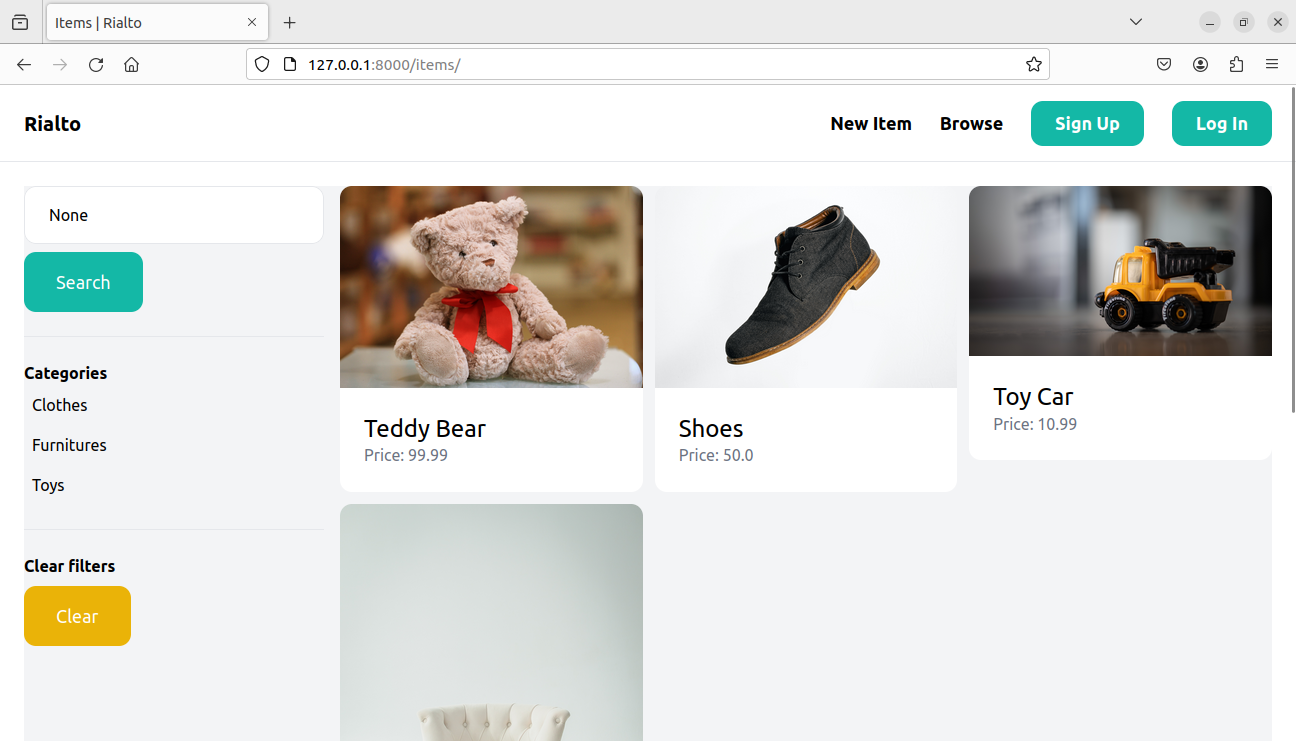 Items | Rialto
127.0.0.1:8000/items/
Rialto
New Item
Browse
Sign Up
Log In
None
Search
Categories
Clothes
Furnitures
Toys
Clear filters
Clear
Teddy Bear
Price: 99.99
Shoes
Price: 50.0
Toy Car
Price: 10.99